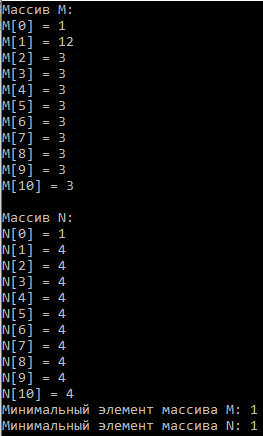 Массив M:
M[0] = 1
M[1] = 12
M[2] = 3
M[3] = 3
M[4] = 3
M[5] = 3
M[6] = 3
M[7] = 3
M[8] = 3
M[9] = 3
M[10] = 3
Массив N:
N[0] = 1
N[1] = 4
N[2] = 4
N[3] = 4
N[4] = 4
N[5] = 4
N[6] = 4
N[7] = 4
N[8] = 4
N[9] = 4
N[10] = 4
Минимальный элемент массива M: 1
Минимальный элемент массива N: 1